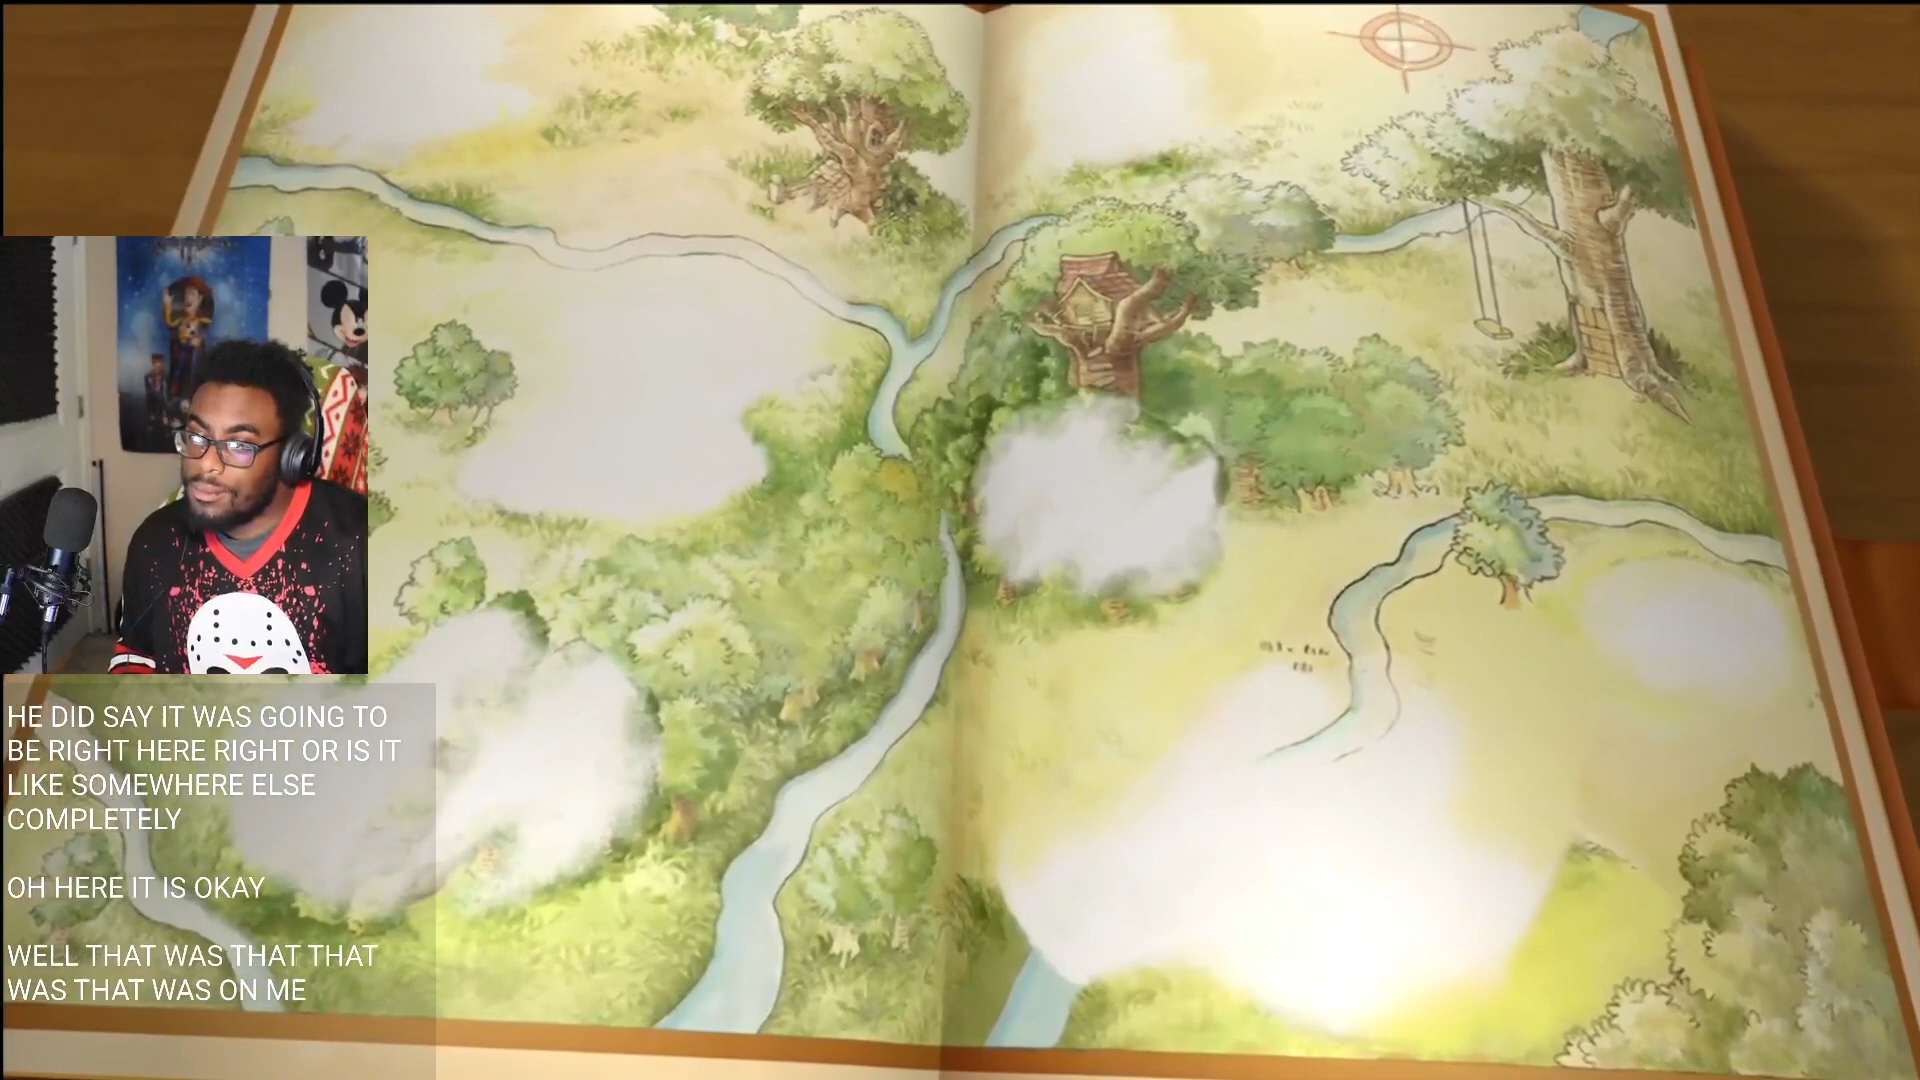 HE DID SAY IT WAS GOING TO
BE RIGHT HERE RIGHT OR IS IT
LIKE SOMEWHERE ELSE
COMPLETELY
OH HERE IT IS OKAY
WELL THAT WAS THAT THAT
WAS THAT WAS ON ME